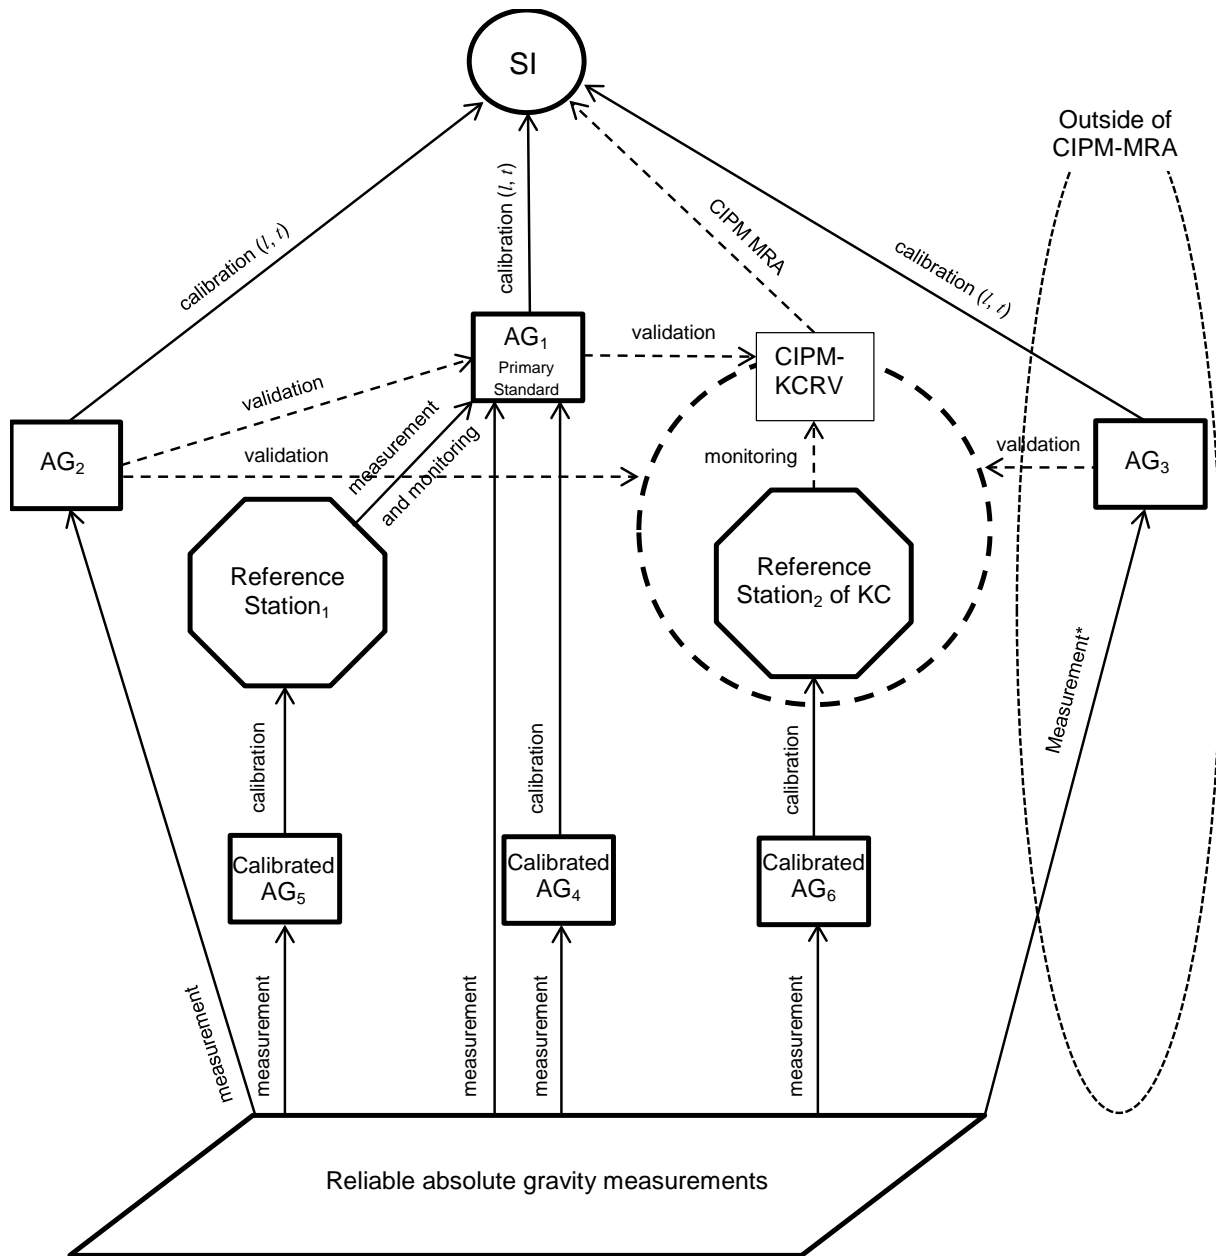 SI
Outside of
CIPM-MRA
calibration (l, t)
calibration (l, t)
CIPM MRA
calibration (l, t)
AG₁
Primary
Standard
validation
CIPM-
KCRV
validation
AG₂
validation
measurement
and monitoring
monitoring
validation
AG₃
Reference
Station₁
Reference
Station₂ of KC
Measurement*
calibration
calibration
calibration
Calibrated
AG₅
Calibrated
AG₄
Calibrated
AG₆
measurement
measurement
measurement
measurement
measurement
Reliable absolute gravity measurements